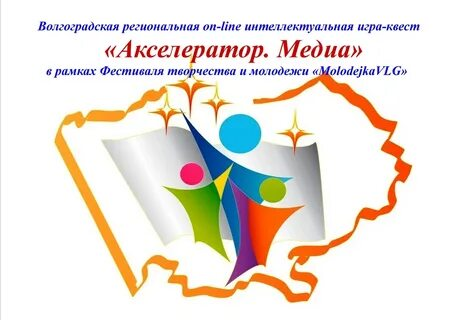 Волгоградская региональная on-line интеллектуальная игра-квест
«Акселератор. Медиа»
в рамках Фестиваля творчества и молодежи «MolodejkaVLG»